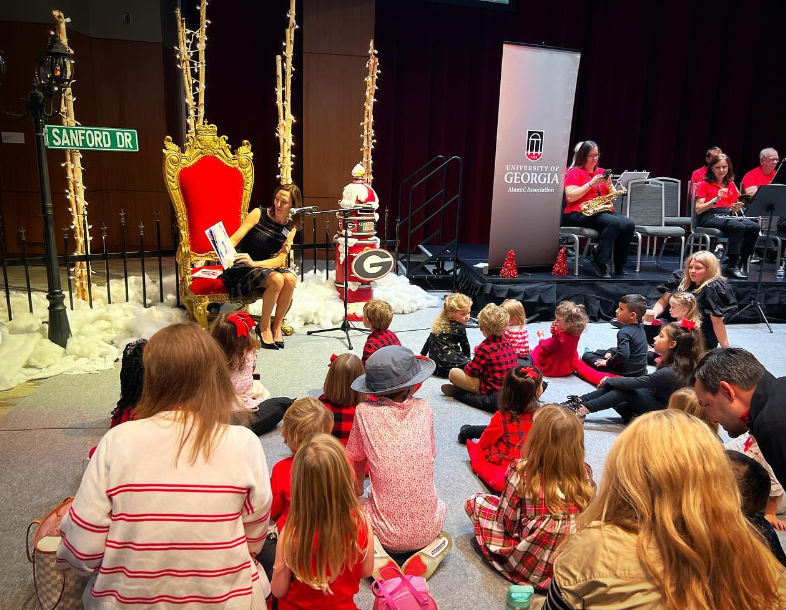 SANFORD DR
UNIVERSITY OF
GEORGIA
Alumni Association
G